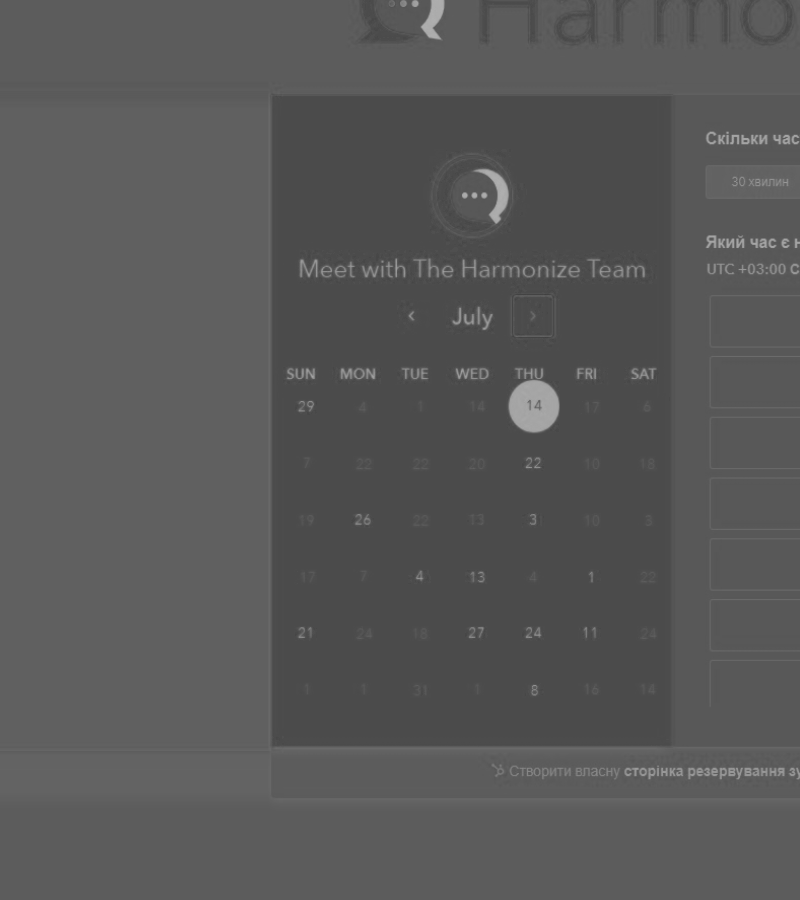 Harmo
Meet with The Harmonize Team
July
SUN MON TUE WED THU FRI SAT
29 4 1 14 14 17 6
7 22 22 20 22 10 18
19 26 22 13 3 10 3
17 7 4 13 4 1 22
21 24 18 27 24 11 24
1 1 31 1 8 16 14
Скільки час
30 хвилин
Який час є н
UTC +03:00 С
Створити власну сторінка резервування зу